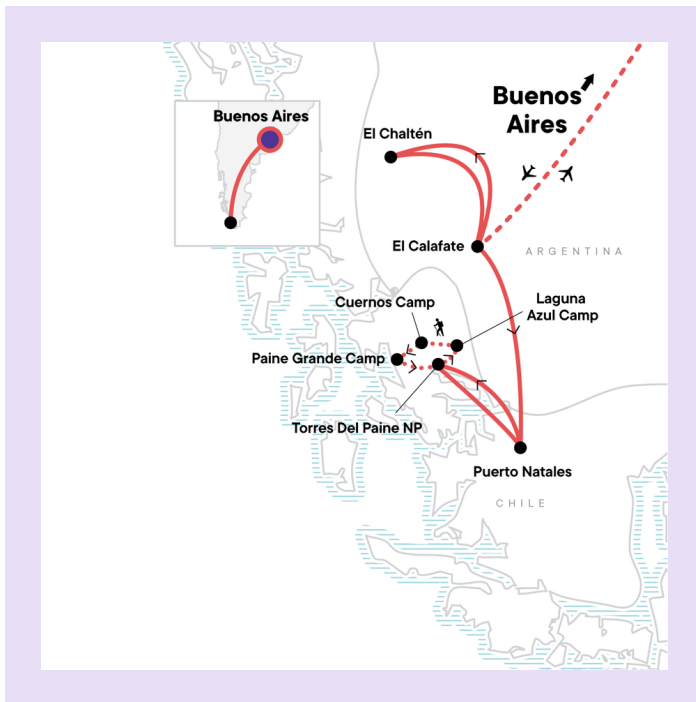 Buenos Aires
Buenos
Aires
El Chaltén
El Calafate
ARGENTINA
Cuernos Camp
Laguna
Azul Camp
Paine Grande Camp
Torres Del Paine NP
Puerto Natales
CHILE